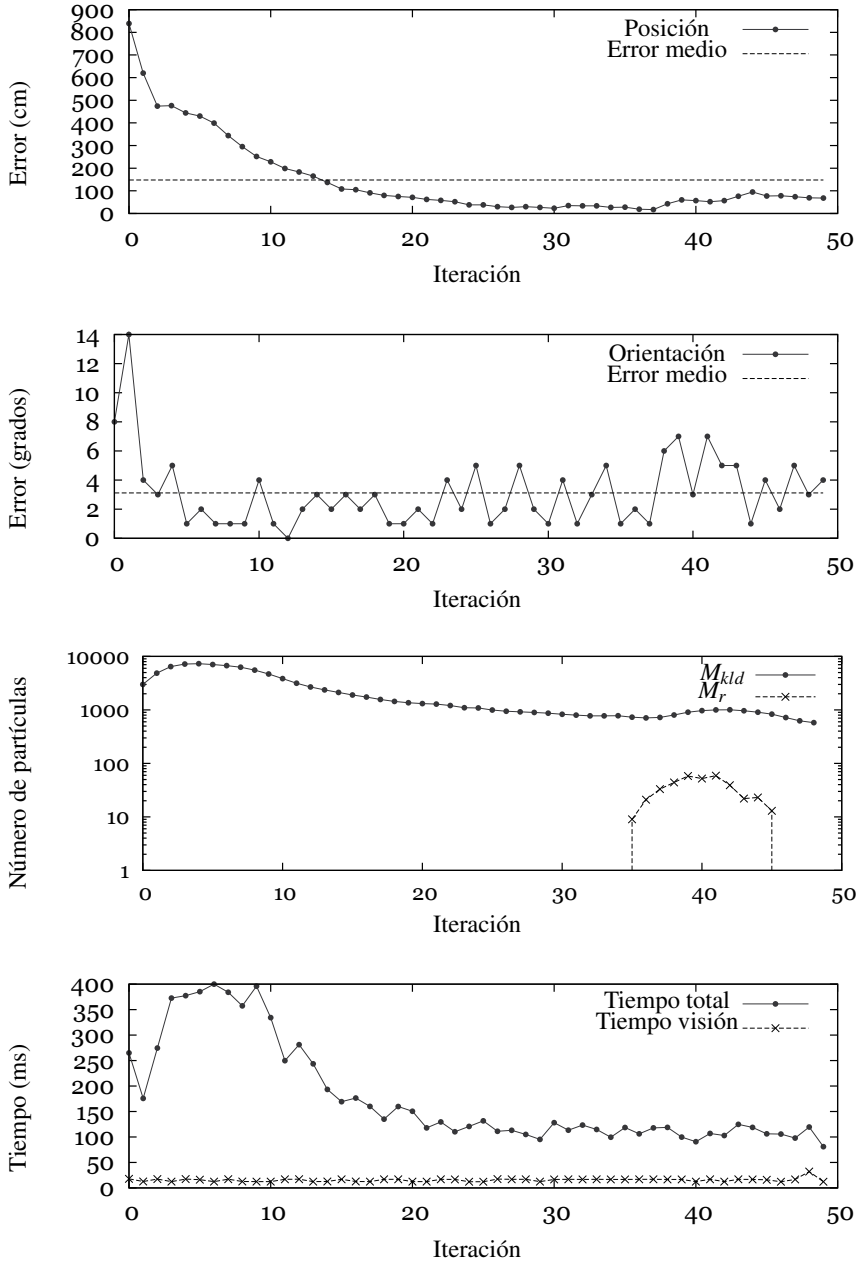 900
800
700
600
500
400
300
200
100
0
Error (cm)
Posición
Error medio
0 10 20 30 40 50
Iteración
14
12
10
8
6
4
2
0
Error (grados)
Orientación
Error medio
0 10 20 30 40 50
Iteración
10000
1000
100
10
1
Número de partículas
M_kld
M_r
0 10 20 30 40 50
Iteración
400
350
300
250
200
150
100
50
0
Tiempo (ms)
Tiempo total
Tiempo visión
0 10 20 30 40 50
Iteración